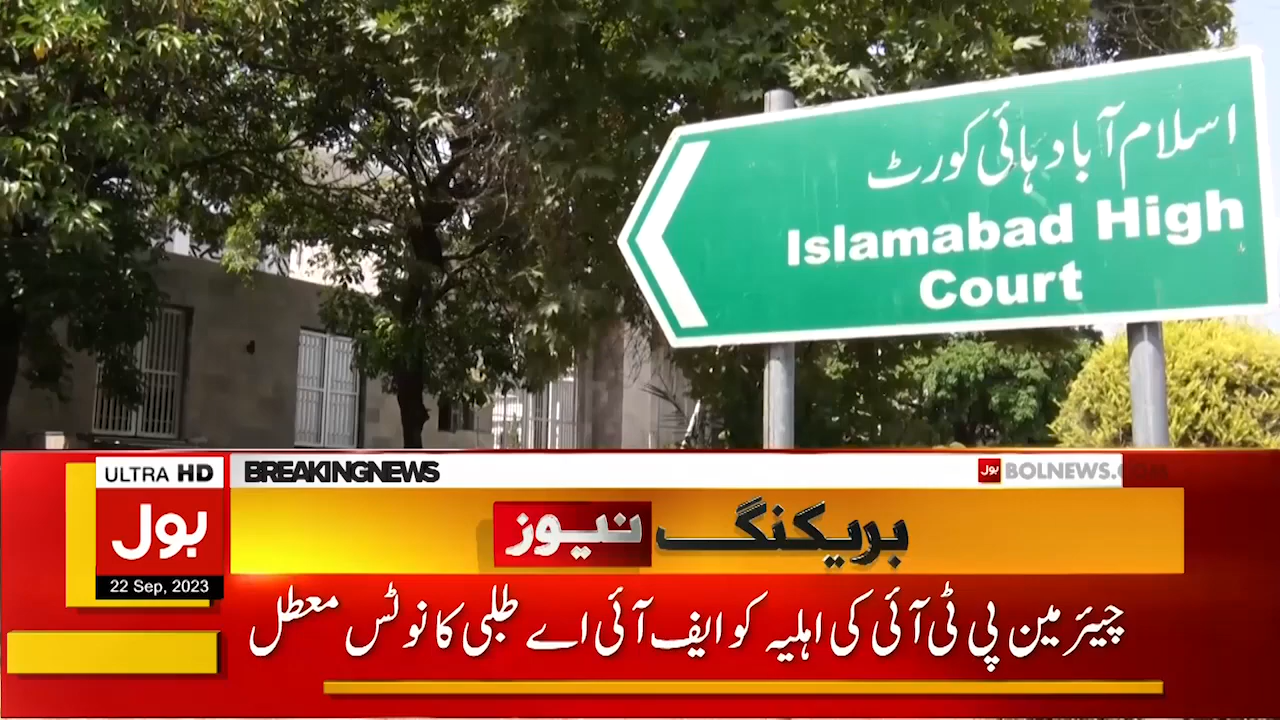 اسلام آباد ہائی کورٹ
Islamabad High
Court
ULTRA HD
BREAKINGNEWS
بول BOLNEWS.COM
بول
بریکنگ نیوز
22 Sep, 2023
چیئرمین پی ٹی آئی کی اہلیہ کو ایف آئی اے طلبی کا نوٹس معطل